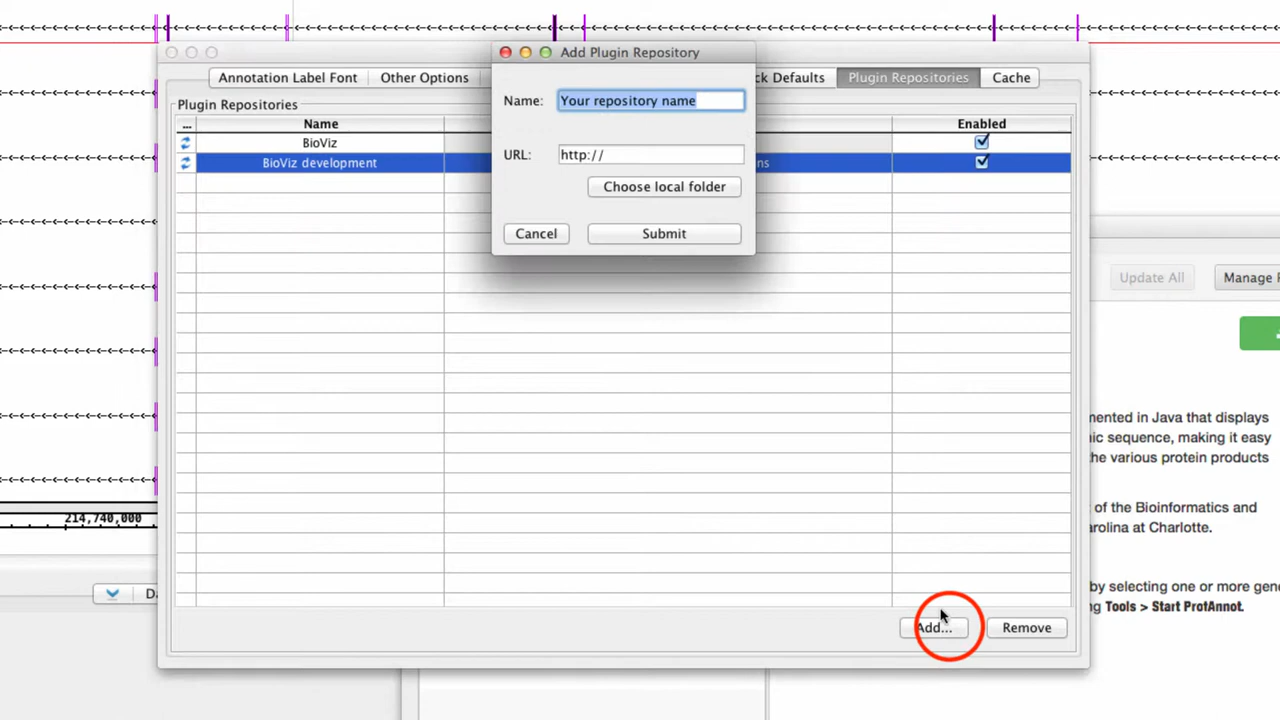 Add Plugin Repository
Annotation Label Font
Other Options
Defaults
Plugin Repositories
Cache
Plugin Repositories
Name: Your repository name
... Name Enabled
BioViz
URL: http://
BioViz development
Choose local folder
Cancel
Submit
Update All
Manage
mented in Java that displays
ic sequence, making it easy
the various protein products
of the Bioinformatics and
arolina at Charlotte.
214,740,000
by selecting one or more gen
ng Tools > Start ProtAnnot.
Add...
Remove